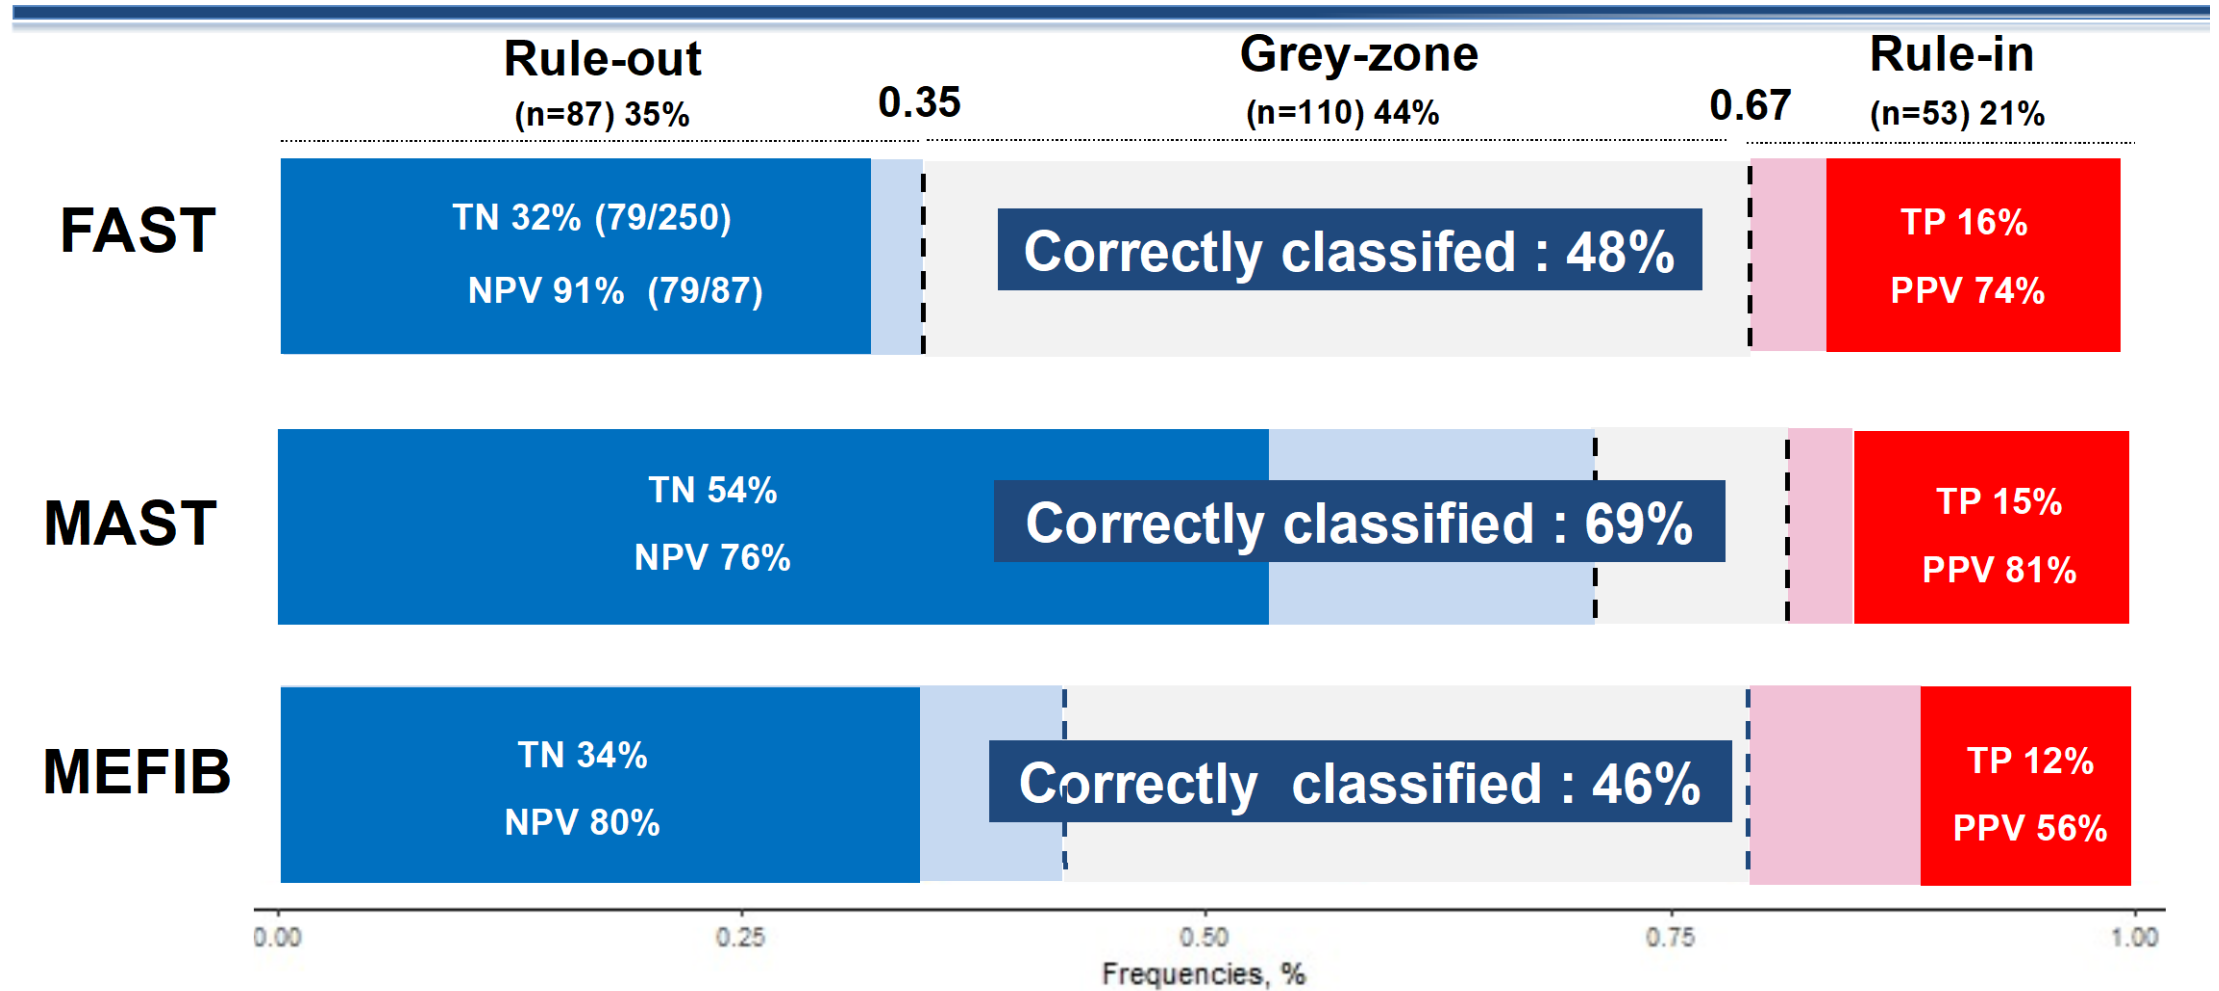 Rule-out
(n=87) 35%
0.35
Grey-zone
(n=110) 44%
0.67
Rule-in
(n=53) 21%
FAST
TN 32% (79/250)
NPV 91% (79/87)
Correctly classifed : 48%
TP 16%
PPV 74%
MAST
TN 54%
NPV 76%
Correctly classified : 69%
TP 15%
PPV 81%
MEFIB
TN 34%
NPV 80%
Correctly classified : 46%
TP 12%
PPV 56%
0.00 0.25 0.50 0.75 1.00
Frequencies, %